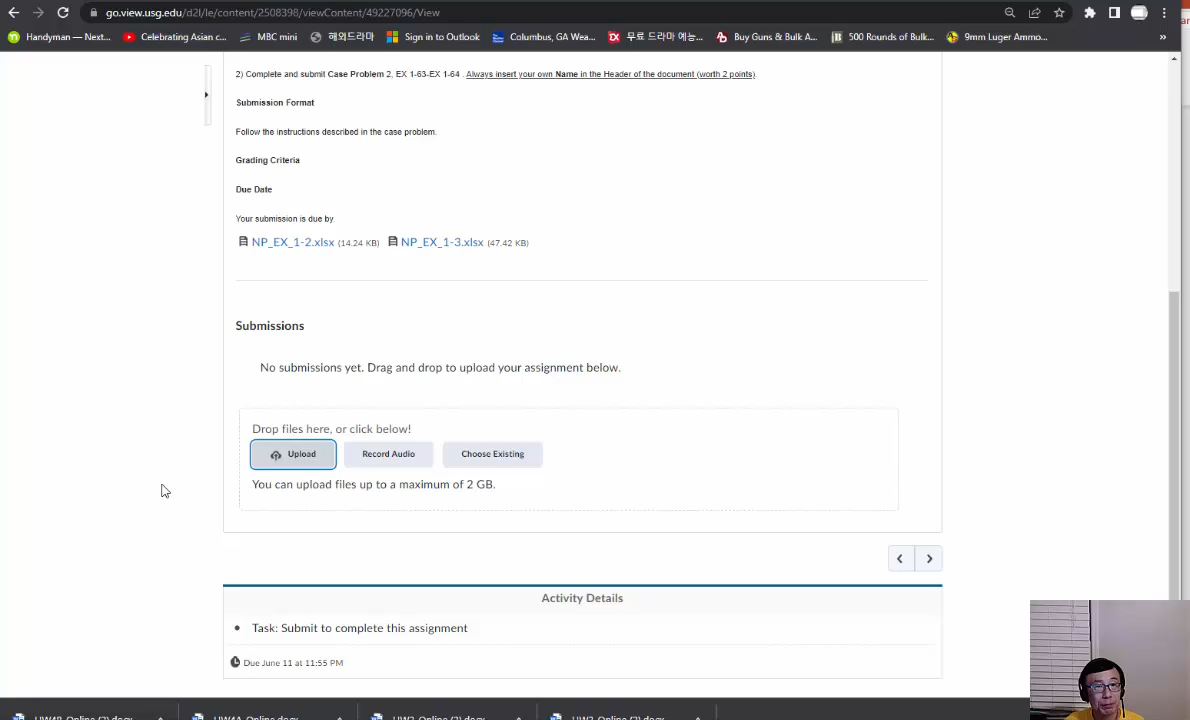 go.view.usg.edu/d2l/le/content/2508398/viewContent/49227096/View
Handyman — Next...
Celebrating Asian c...
MBC mini
해외드라마
Sign in to Outlook
Columbus, GA Wea...
무료 드라마 예능...
Buy Guns & Bulk A...
500 Rounds of Bulk...
9mm Luger Ammo...
»
2) Complete and submit Case Problem 2, EX 1-63-EX 1-64 . Always insert your own Name in the Header of the document (worth 2 points).
Submission Format
Follow the instructions described in the case problem.
Grading Criteria
Due Date
Your submission is due by
NP_EX_1-2.xlsx (14.24 KB) NP_EX_1-3.xlsx (47.42 KB)
Submissions
No submissions yet. Drag and drop to upload your assignment below.
Drop files here, or click below!
Upload
Record Audio
Choose Existing
You can upload files up to a maximum of 2 GB.
Activity Details
Task: Submit to complete this assignment
Due June 11 at 11:55 PM